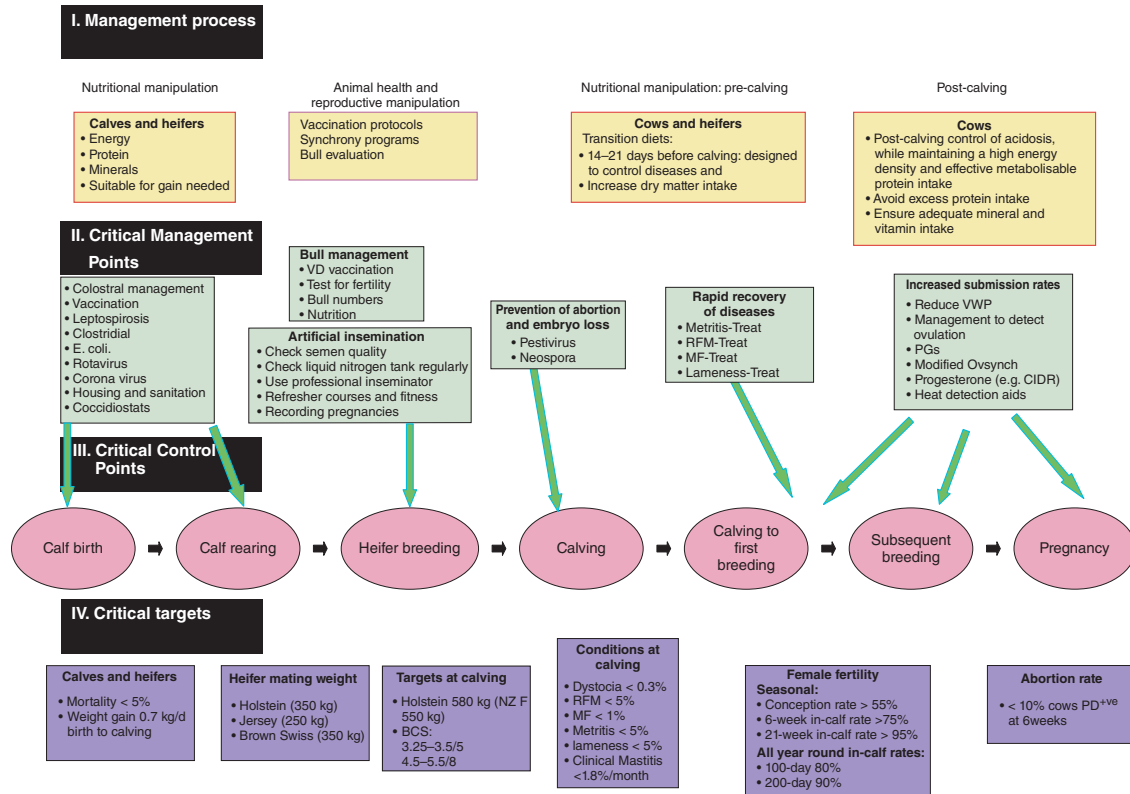 I. Management process
Nutritional manipulation
Calves and heifers
• Energy
• Protein
• Minerals
• Suitable for gain needed
Animal health and
reproductive manipulation
Vaccination protocols
Synchrony programs
Bull evaluation
Nutritional manipulation: pre-calving
Cows and heifers
Transition diets:
• 14–21 days before calving: designed
to control diseases and
• Increase dry matter intake
Post-calving
Cows
• Post-calving control of acidosis,
while maintaining a high energy
density and effective metabolisable
protein intake
• Avoid excess protein intake
• Ensure adequate mineral and
vitamin intake
II. Critical Management
Points
• Colostral management
• Vaccination
• Leptospirosis
• Clostridial
• E. coli.
• Rotavirus
• Corona virus
• Housing and sanitation
• Coccidiostats
Bull management
• VD vaccination
• Test for fertility
• Bull numbers
• Nutrition
Artificial insemination
• Check semen quality
• Check liquid nitrogen tank regularly
• Use professional inseminator
• Refresher courses and fitness
• Recording pregnancies
Prevention of abortion
and embryo loss
• Pestivirus
• Neospora
Rapid recovery
of diseases
• Metritis-Treat
• RFM-Treat
• MF-Treat
• Lameness-Treat
Increased submission rates
• Reduce VWP
• Management to detect
ovulation
• PGs
• Modified Ovsynch
• Progesterone (e.g. CIDR)
• Heat detection aids
III. Critical Control
Points
Calf birth
Calf rearing
Heifer breeding
Calving
Calving to
first
breeding
Subsequent
breeding
Pregnancy
IV. Critical targets
Calves and heifers
• Mortality < 5%
• Weight gain 0.7 kg/d
birth to calving
Heifer mating weight
• Holstein (350 kg)
• Jersey (250 kg)
• Brown Swiss (350 kg)
Targets at calving
• Holstein 580 kg (NZ F
550 kg)
• BCS:
3.25–3.5/5
4.5–5.5/8
Conditions at
calving
• Dystocia < 0.3%
• RFM < 5%
• MF < 1%
• Metritis < 5%
• lameness < 5%
• Clinical Mastitis
<1.8%/month
Female fertility
Seasonal:
• Conception rate > 55%
• 6-week in-calf rate >75%
• 21-week in-calf rate > 95%
All year round in-calf rates:
• 100-day 80%
• 200-day 90%
Abortion rate
• < 10% cows PD+ve
at 6weeks